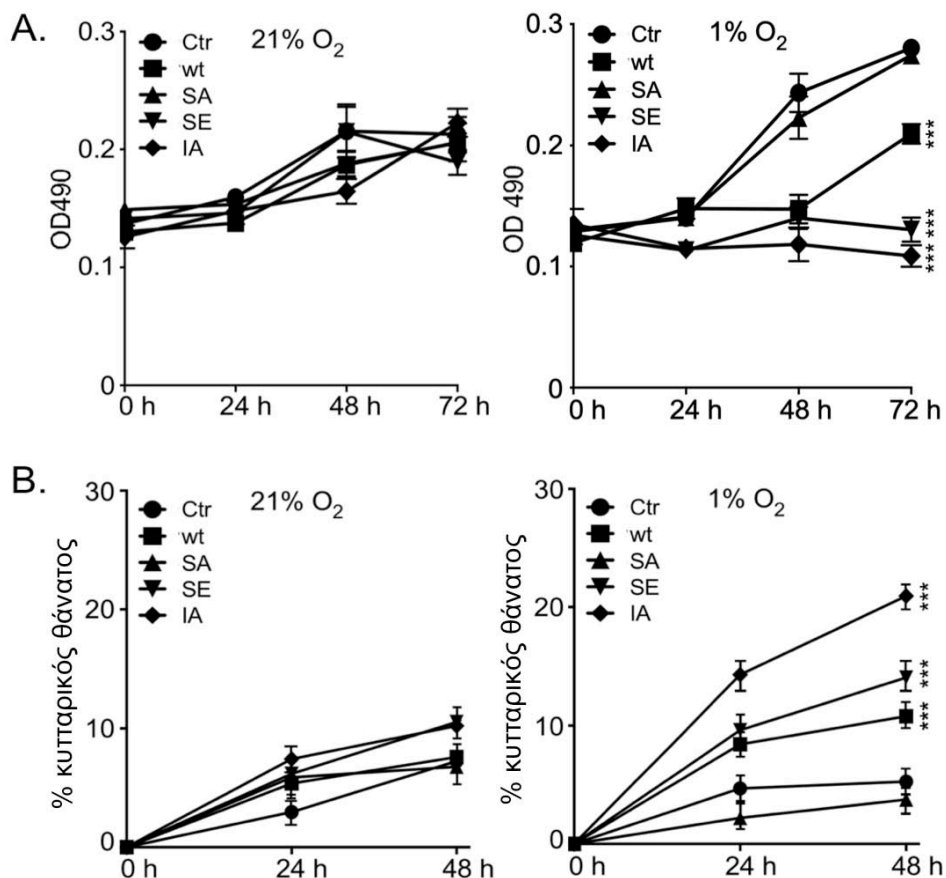 A.
0.3
0.2
0.1
0
OD490
Ctr
wt
SA
SE
IA
21% O₂
0 h 24 h 48 h 72 h
0.3
0.2
0.1
0
OD 490
Ctr
wt
SA
SE
IA
1% O₂
***
***
***
0 h 24 h 48 h 72 h
B.
30
20
10
0
% κυτταρικός θάνατος
Ctr
wt
SA
SE
IA
21% O₂
0 h 24 h 48 h
30
20
10
0
% κυτταρικός θάνατος
Ctr
wt
SA
SE
IA
1% O₂
***
***
***
0 h 24 h 48 h